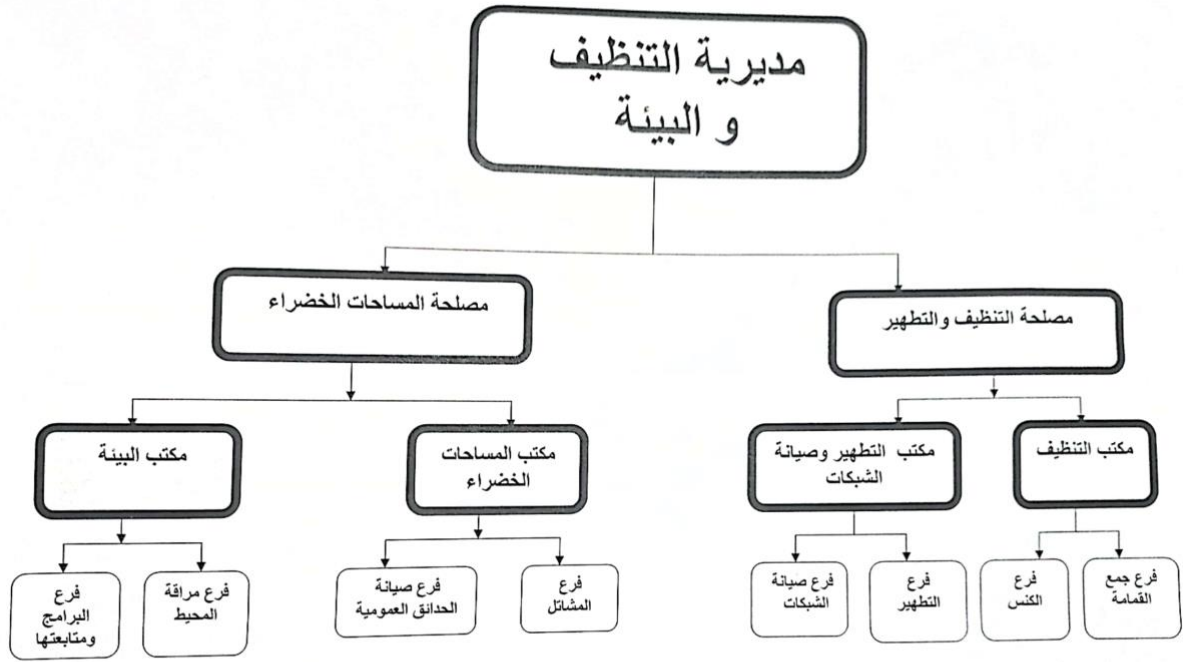 مديرية التنظيف
و البيئة
مصلحة التنظيف والتطهير
مصلحة المساحات الخضراء
مكتب التنظيف
مكتب التطهير وصيانة
الشبكات
مكتب المساحات
الخضراء
مكتب البيئة
فرع جمع
القمامة
فرع
الكنس
فرع
التطهير
فرع صيانة
الشبكات
فرع
المشاتل
فرع صيانة
الحدائق العمومية
فرع مراقة
المحيط
فرع
البرامج
ومتابعتها